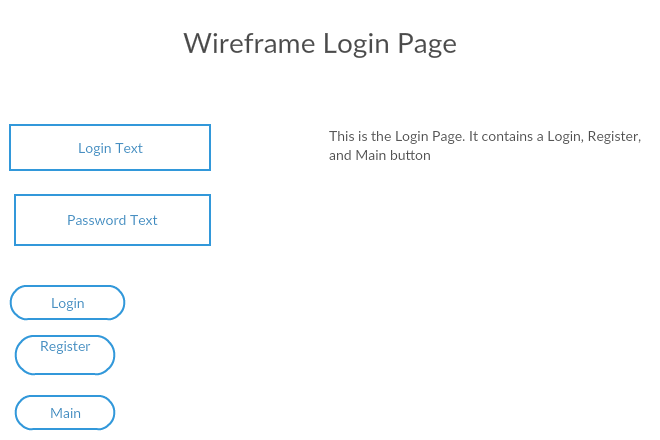 Wireframe Login Page
Login Text
This is the Login Page. It contains a Login, Register,
and Main button
Password Text
Login
Register
Main